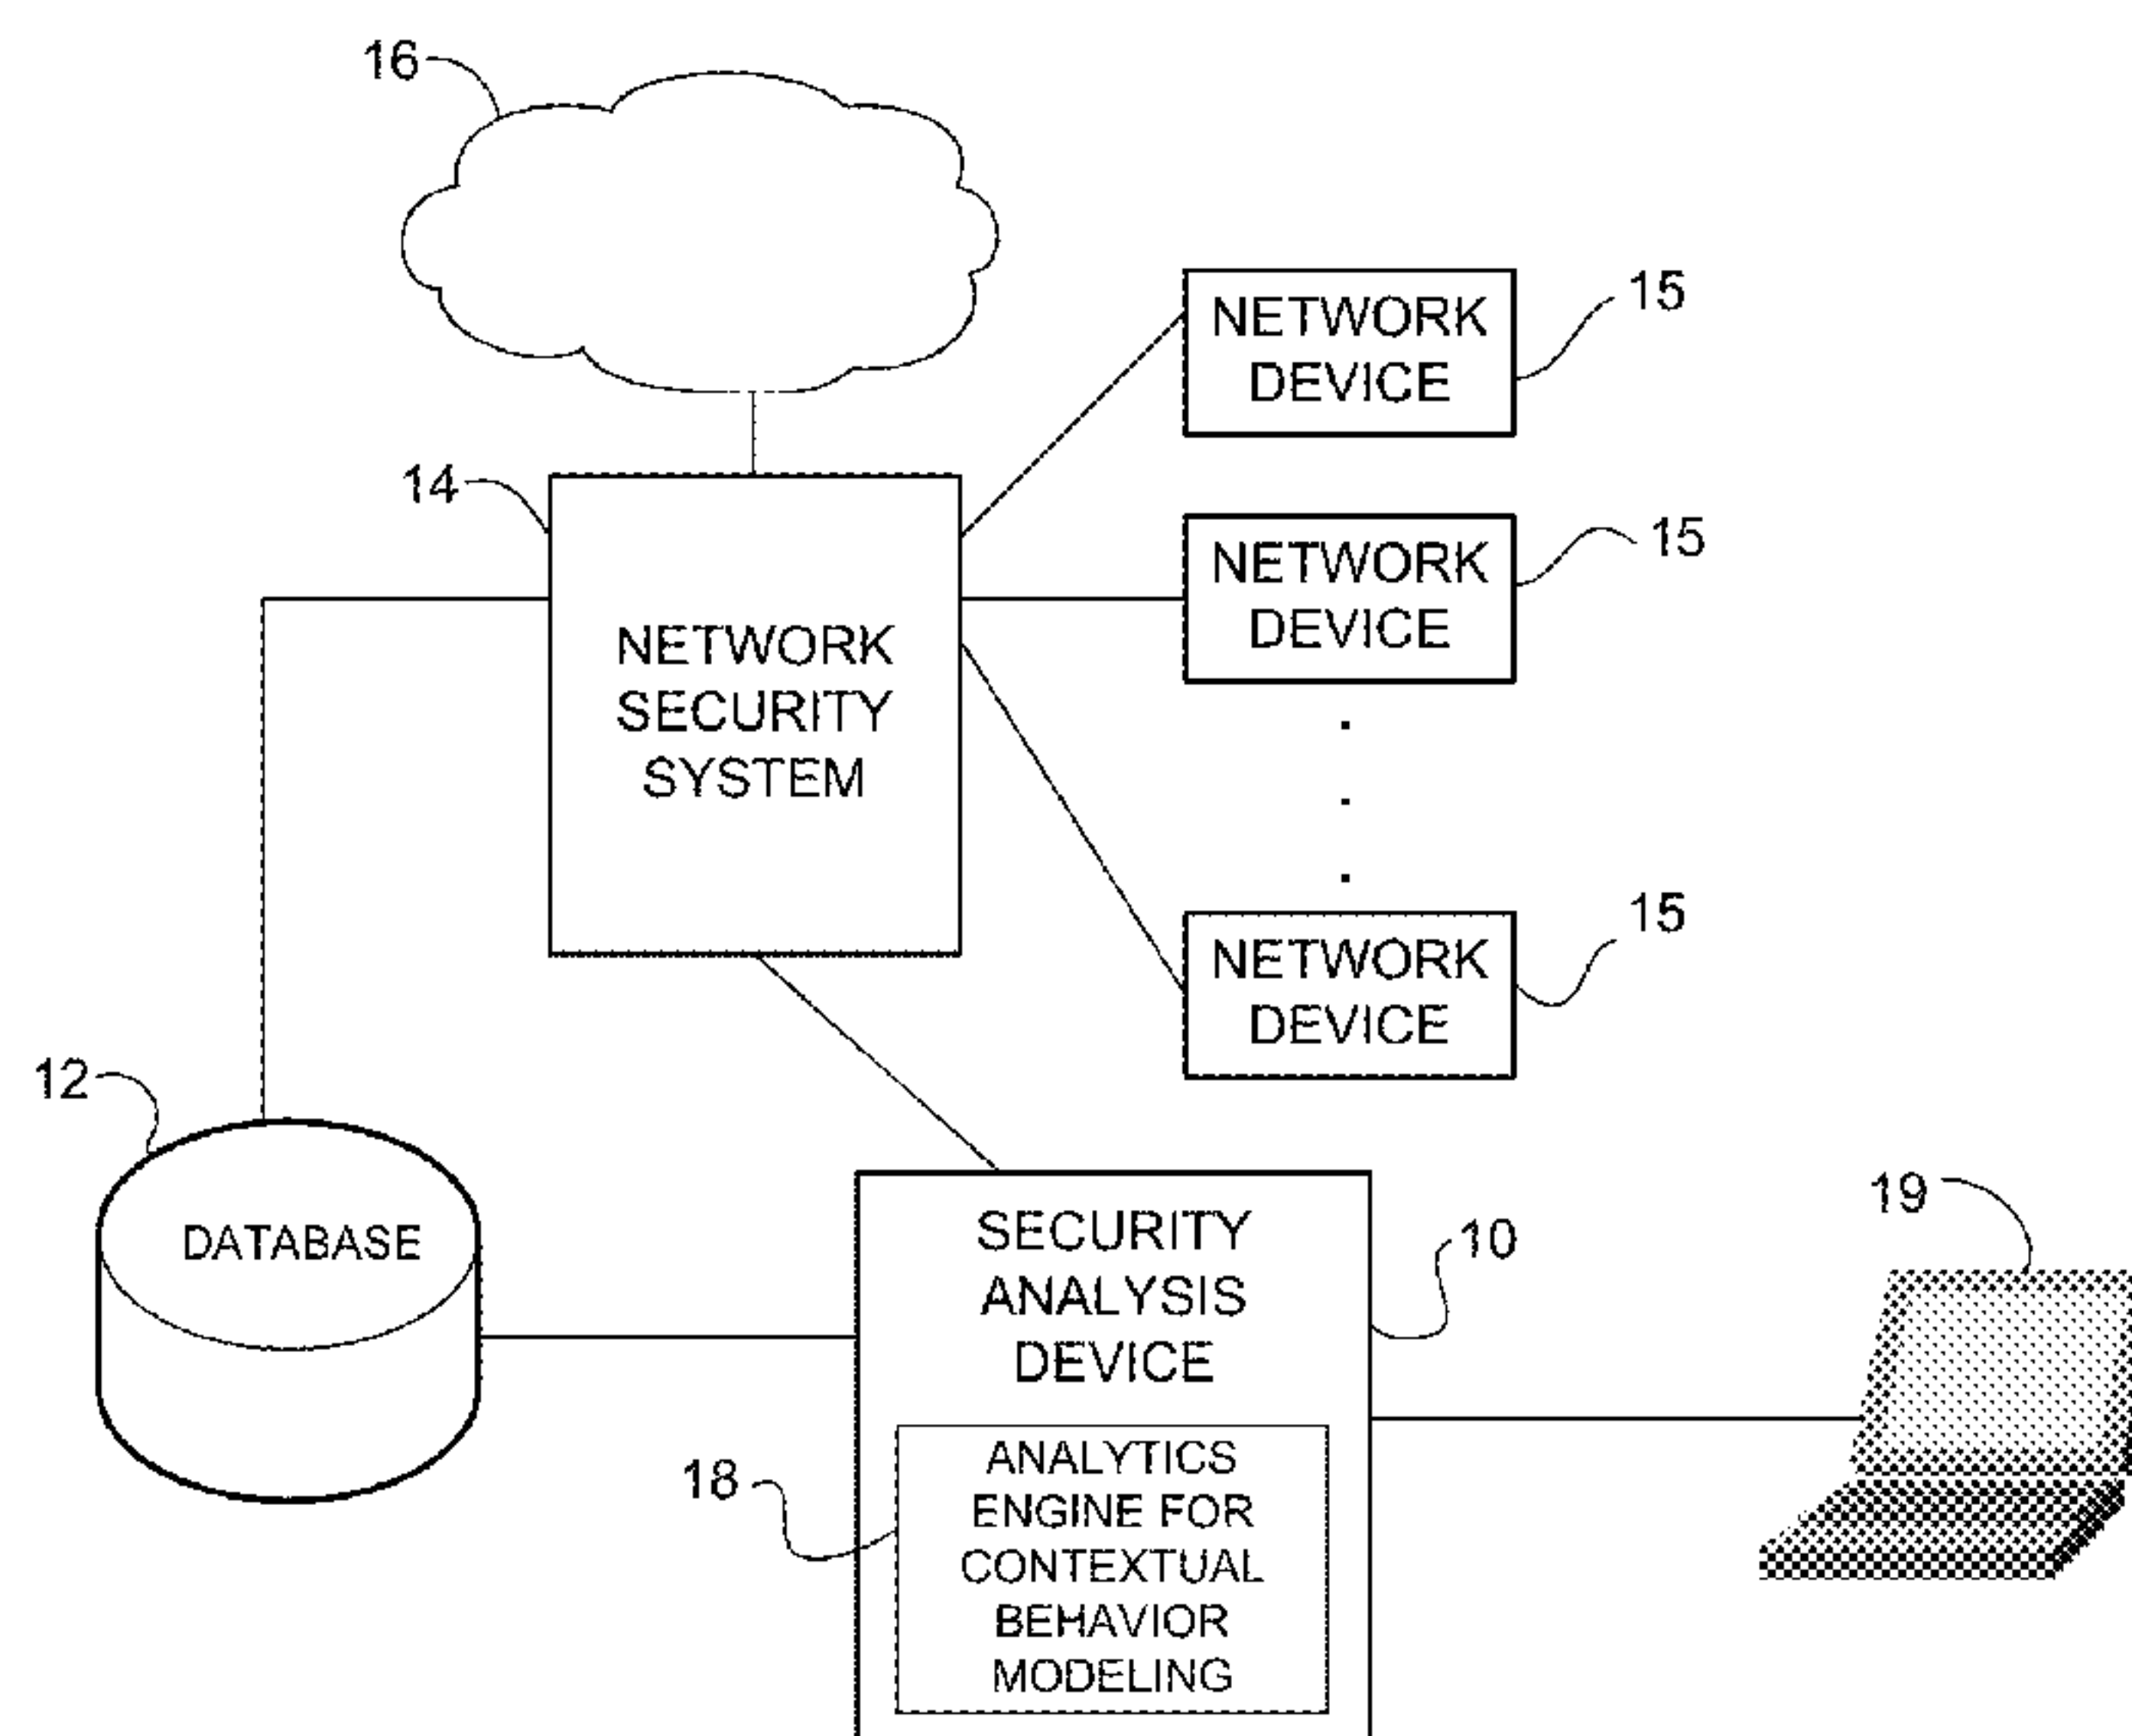 16
NETWORK
DEVICE
15
14
NETWORK
DEVICE
15
NETWORK
SECURITY
SYSTEM
NETWORK
DEVICE
15
12
DATABASE
SECURITY
ANALYSIS
DEVICE
10
19
18
ANALYTICS
ENGINE FOR
CONTEXTUAL
BEHAVIOR
MODELING